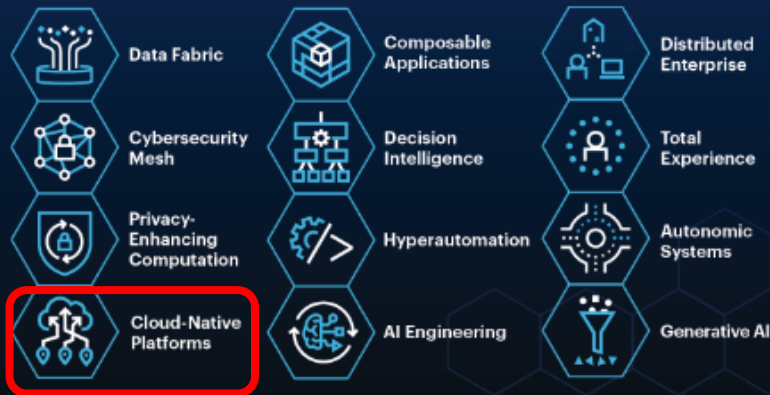 Data Fabric
Cybersecurity
Mesh
Privacy-
Enhancing
Computation
Cloud-Native
Platforms
Composable
Applications
Decision
Intelligence
Hyperautomation
AI Engineering
Distributed
Enterprise
Total
Experience
Autonomic
Systems
Generative AI